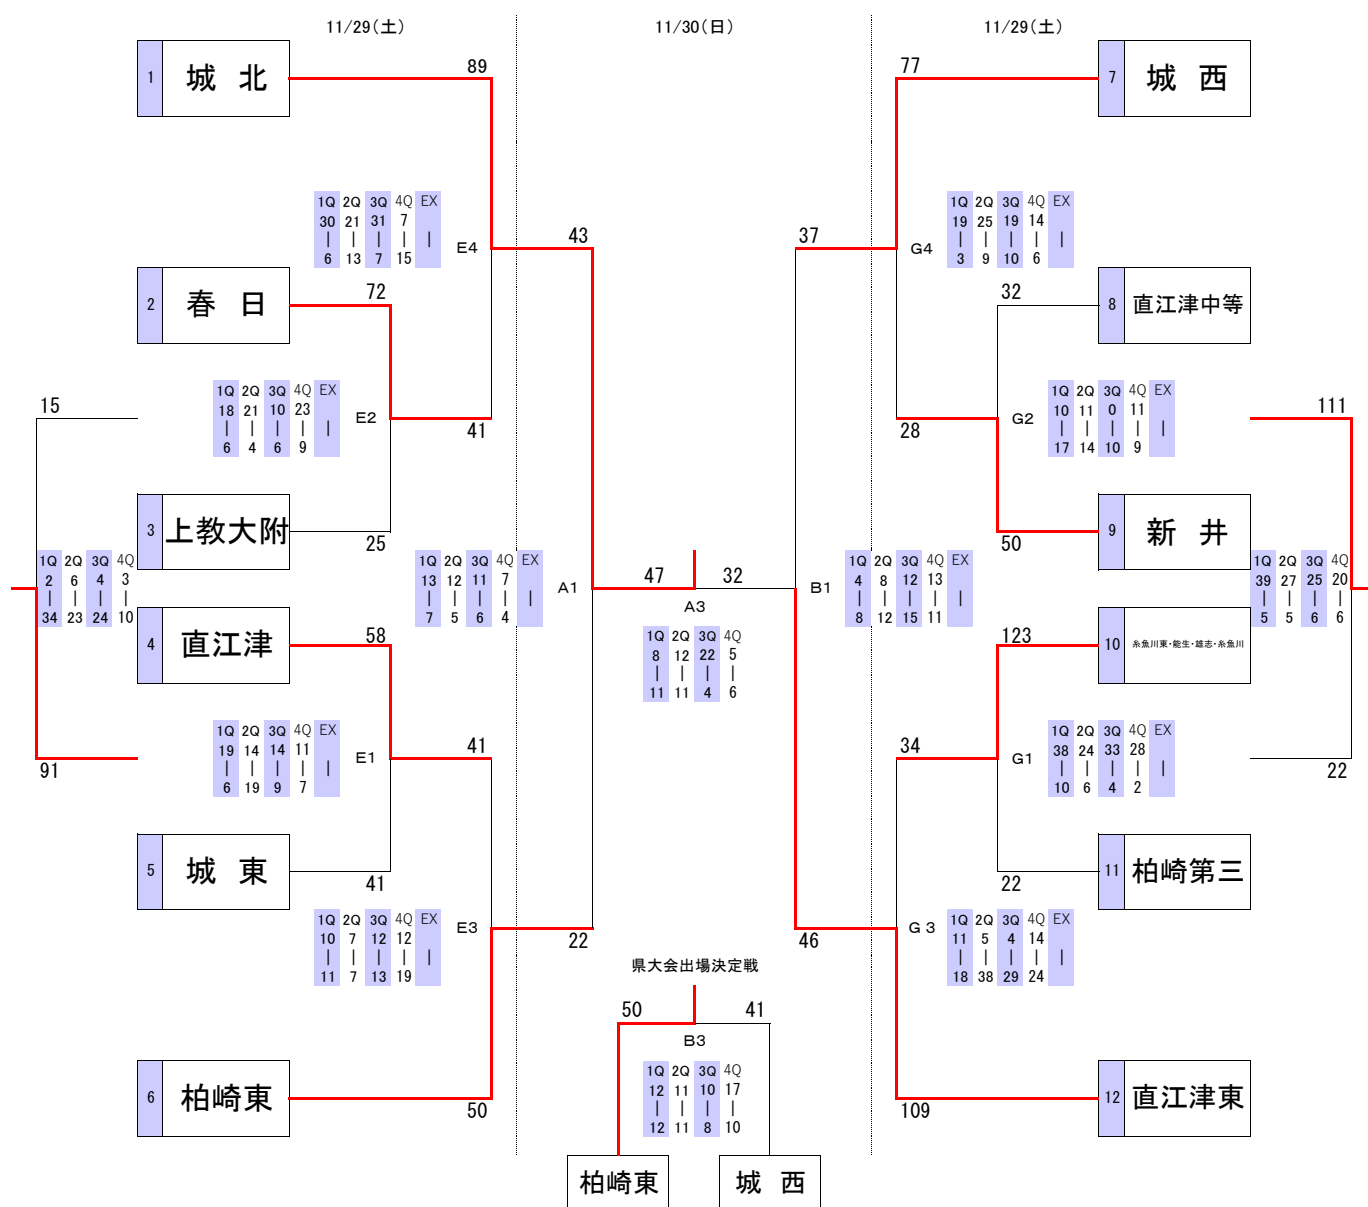 11/29(土)
11/30(日)
11/29(土)
1 城 北
89
77
7 城 西
1Q 2Q 3Q 4Q EX
30 21 31 7
| | | | |
6 13 7 15
E4
43
37
G4
1Q 2Q 3Q 4Q EX
19 25 19 14
| | | | |
3 9 10 6
2 春 日
72
32
8 直江津中等
15
1Q 2Q 3Q 4Q EX
18 21 10 23
| | | | |
6 4 6 9
E2
41
28
G2
1Q 2Q 3Q 4Q EX
10 11 0 11
| | | | |
17 14 10 9
111
3 上教大附
25
50
9 新 井
1Q 2Q 3Q 4Q
2 6 4 3
| | | |
34 23 24 10
1Q 2Q 3Q 4Q EX
13 12 11 7
| | | | |
7 5 6 4
A1
47
32
A3
B1
1Q 2Q 3Q 4Q EX
4 8 12 13
| | | | |
8 12 15 11
1Q 2Q 3Q 4Q
39 27 25 20
| | | |
5 5 6 6
1Q 2Q 3Q 4Q
8 12 22 5
| | | |
11 11 4 6
4 直江津
58
123
10 糸魚川東・能生・雄志・糸魚川
91
1Q 2Q 3Q 4Q EX
19 14 14 11
| | | | |
6 19 9 7
E1
41
34
G1
1Q 2Q 3Q 4Q EX
38 24 33 28
| | | | |
10 6 4 2
22
5 城 東
41
22
11 柏崎第三
1Q 2Q 3Q 4Q EX
10 7 12 12
| | | | |
11 7 13 19
E3
22
46
G３
1Q 2Q 3Q 4Q EX
11 5 4 14
| | | | |
18 38 29 24
県大会出場決定戦
50
41
B3
1Q 2Q 3Q 4Q
12 11 10 17
| | | |
12 11 8 10
6 柏崎東
50
109
12 直江津東
柏崎東
城 西